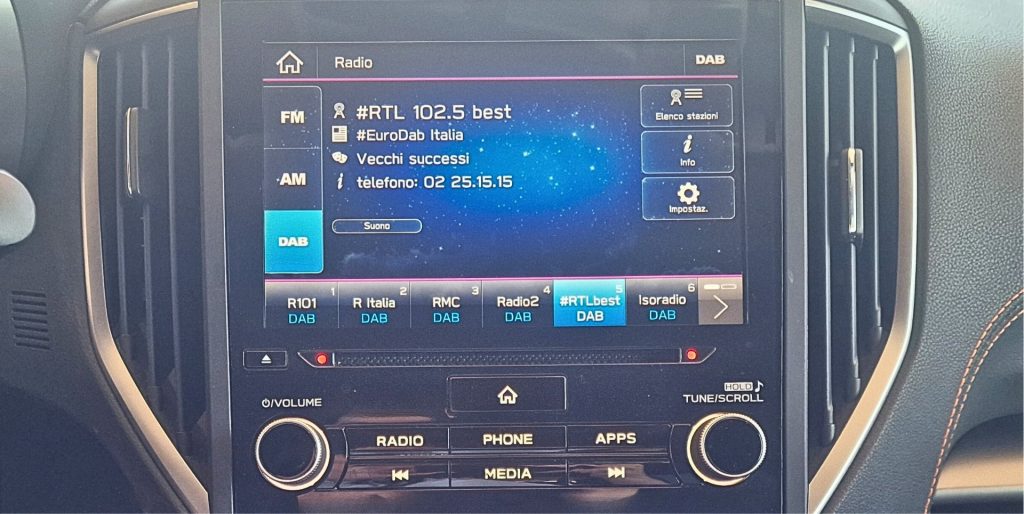 Radio
DAB
FM
AM
DAB
#RTL 102.5 best
#EuroDab Italia
Vecchi successi
i telefono: 02 25.15.15
Suono
Elenco stazioni
i
Info
Impostaz.
1
R101
DAB
2
R Italia
DAB
3
RMC
DAB
4
Radio2
DAB
5
#RTLbest
DAB
6
Isoradio
DAB
/VOLUME
HOLD
TUNE/SCROLL
RADIO
PHONE
APPS
MEDIA